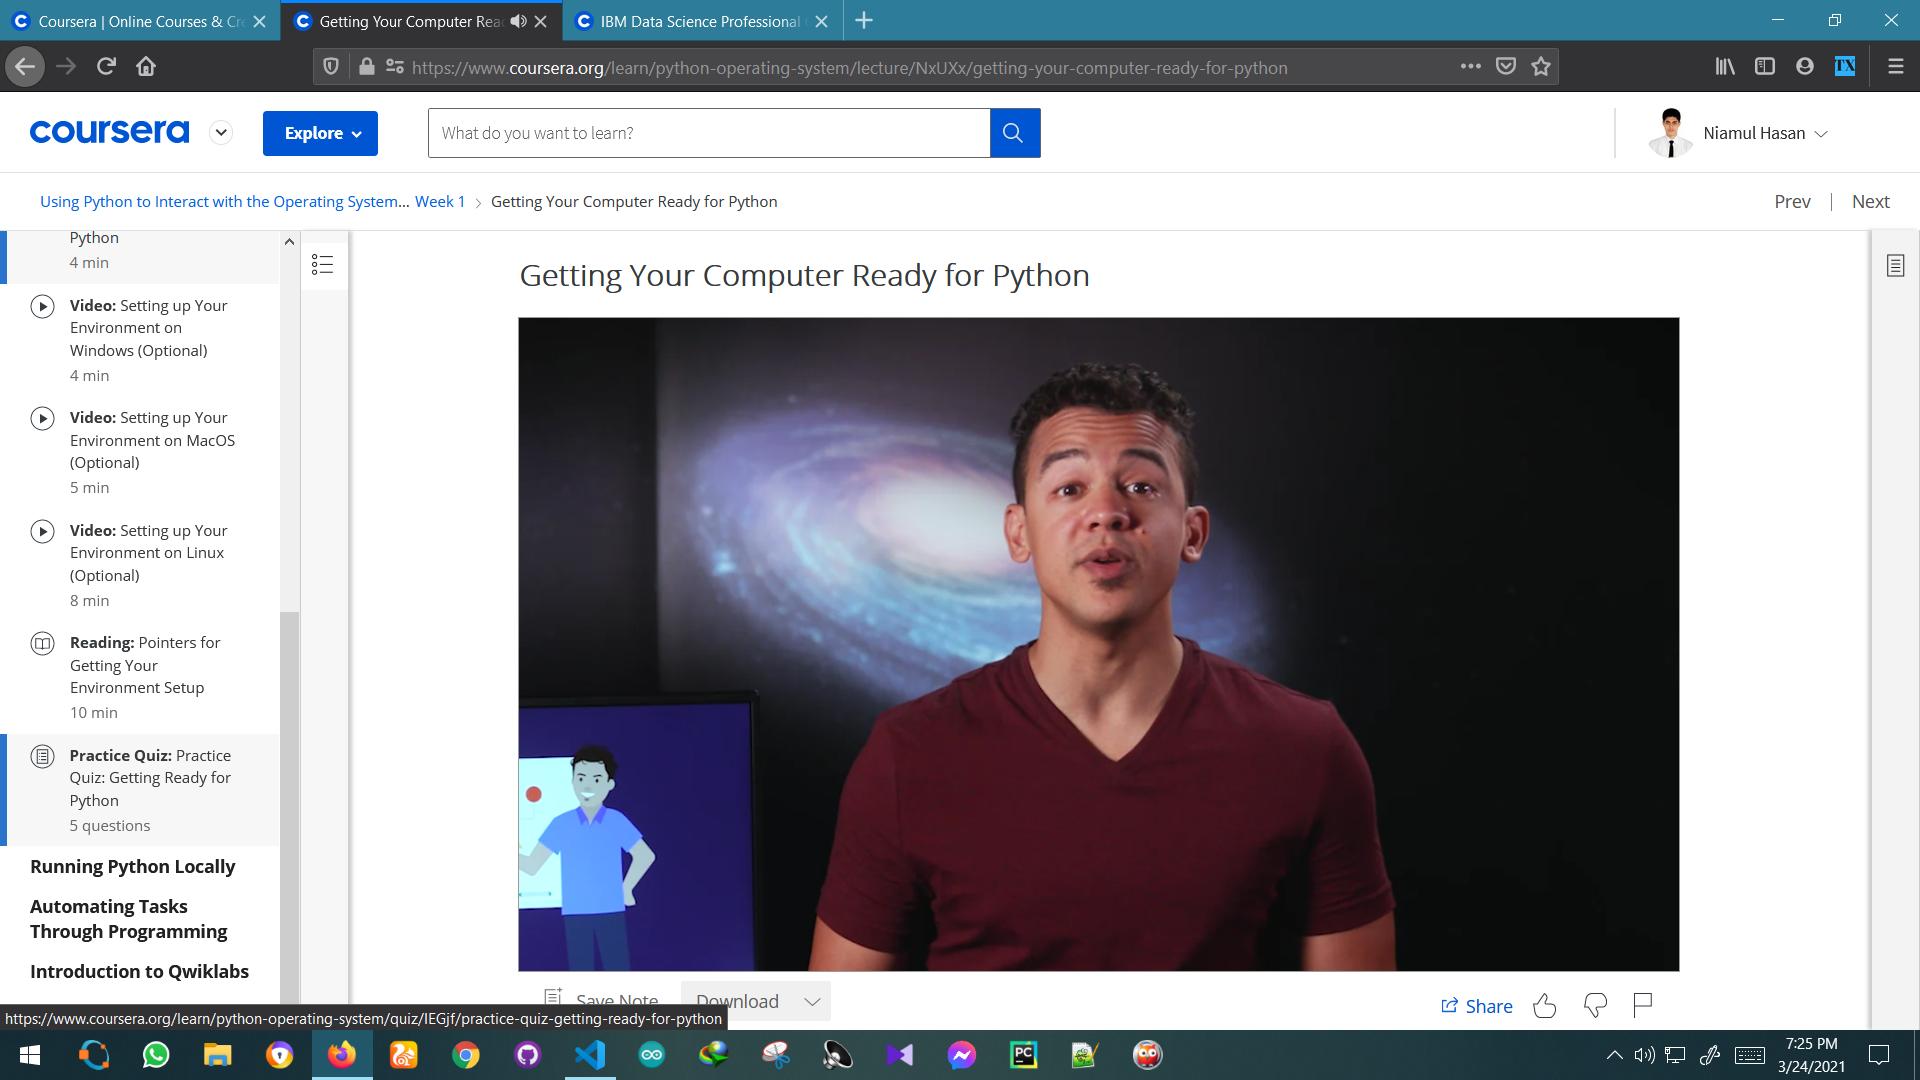 Coursera | Online Courses & Cre
Getting Your Computer Read
IBM Data Science Professional
https://www.coursera.org/learn/python-operating-system/lecture/NxUXx/getting-your-computer-ready-for-python
TX
coursera
Explore
What do you want to learn?
Niamul Hasan
Using Python to Interact with the Operating System... Week 1 > Getting Your Computer Ready for Python
Prev | Next
Python
4 min
Video: Setting up Your
Environment on
Windows (Optional)
4 min
Video: Setting up Your
Environment on MacOS
(Optional)
5 min
Video: Setting up Your
Environment on Linux
(Optional)
8 min
Reading: Pointers for
Getting Your
Environment Setup
10 min
Practice Quiz: Practice
Quiz: Getting Ready for
Python
5 questions
Running Python Locally
Automating Tasks
Through Programming
Introduction to Qwiklabs
Getting Your Computer Ready for Python
Save Note
Download
Share
https://www.coursera.org/learn/python-operating-system/quiz/IEGjf/practice-quiz-getting-ready-for-python
PC
7:25 PM
3/24/2021